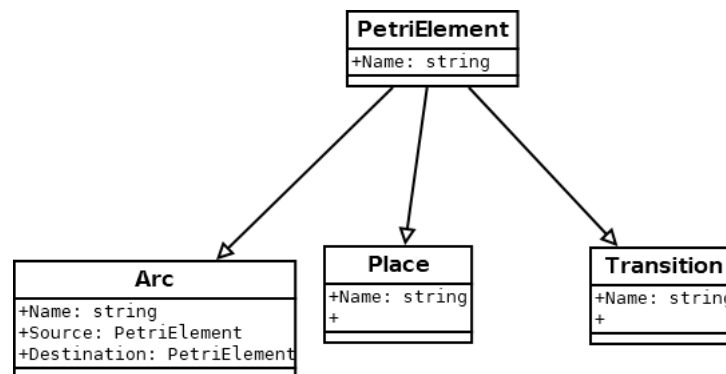 PetriElement
+Name: string
Arc
+Name: string
+Source: PetriElement
+Destination: PetriElement
Place
+Name: string
+
Transition
+Name: string
+